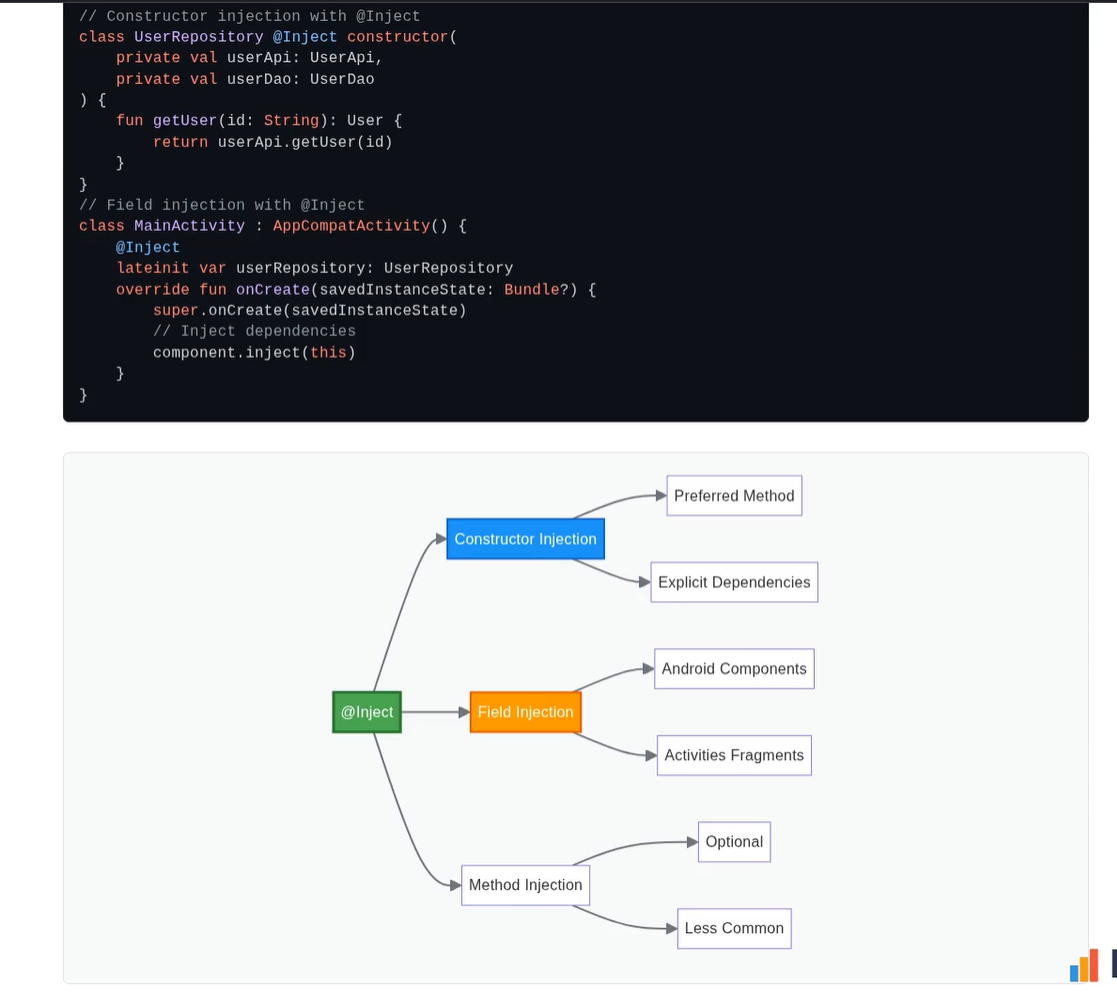 // Constructor injection with @Inject
class UserRepository @Inject constructor(
    private val userApi: UserApi,
    private val userDao: UserDao
) {
    fun getUser(id: String): User {
        return userApi.getUser(id)
    }
}
// Field injection with @Inject
class MainActivity : AppCompatActivity() {
    @Inject
    lateinit var userRepository: UserRepository
    override fun onCreate(savedInstanceState: Bundle?) {
        super.onCreate(savedInstanceState)
        // Inject dependencies
        component.inject(this)
    }
}
Preferred Method
Constructor Injection
Explicit Dependencies
Android Components
@Inject
Field Injection
Activities Fragments
Optional
Method Injection
Less Common